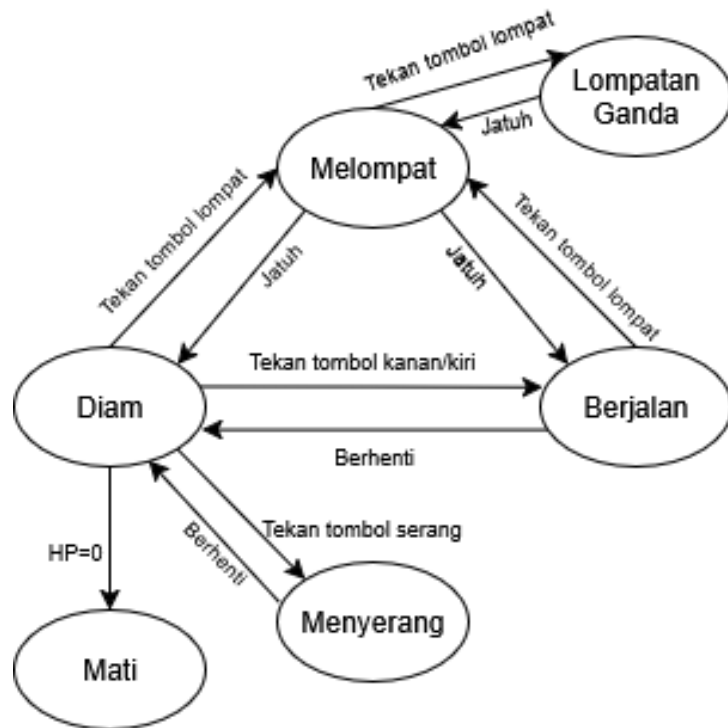 Tekan tombol lompat
Lompatan
Ganda
Jatuh
Melompat
Tekan tombol lompat
Jatuh
Jatuh
Tekan tombol lompat
Tekan tombol kanan/kiri
Diam
Berjalan
Berhenti
Tekan tombol serang
Berhenti
HP=0
Menyerang
Mati